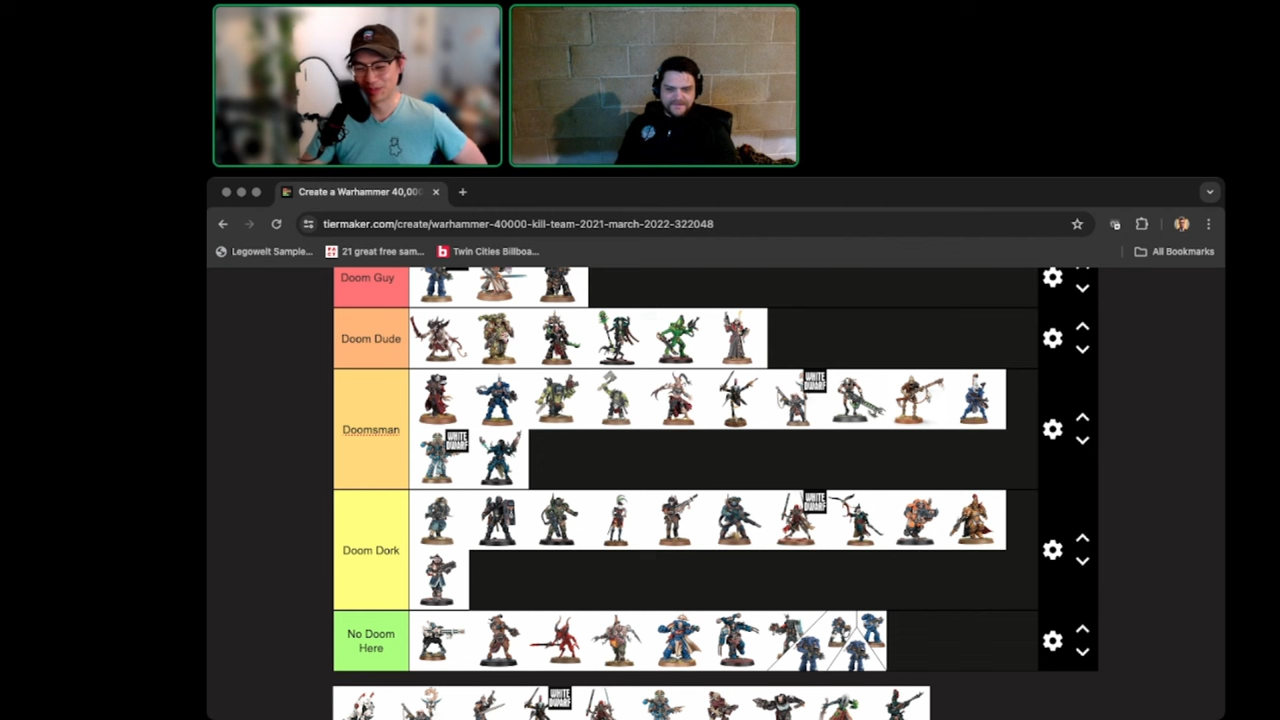 Create a Warhammer 40,00
tiermaker.com/create/warhammer-40000-kill-team-2021-march-2022-322048
Legowelt Sample...
21 great free sam...
b
Twin Cities Billboa...
All Bookmarks
Doom Guy
Doom Dude
Doomsman
WHITE
DWARF
WHITE
DWARF
Doom Dork
WHITE
DWARF
No Doom
Here
WHITE
DWARF